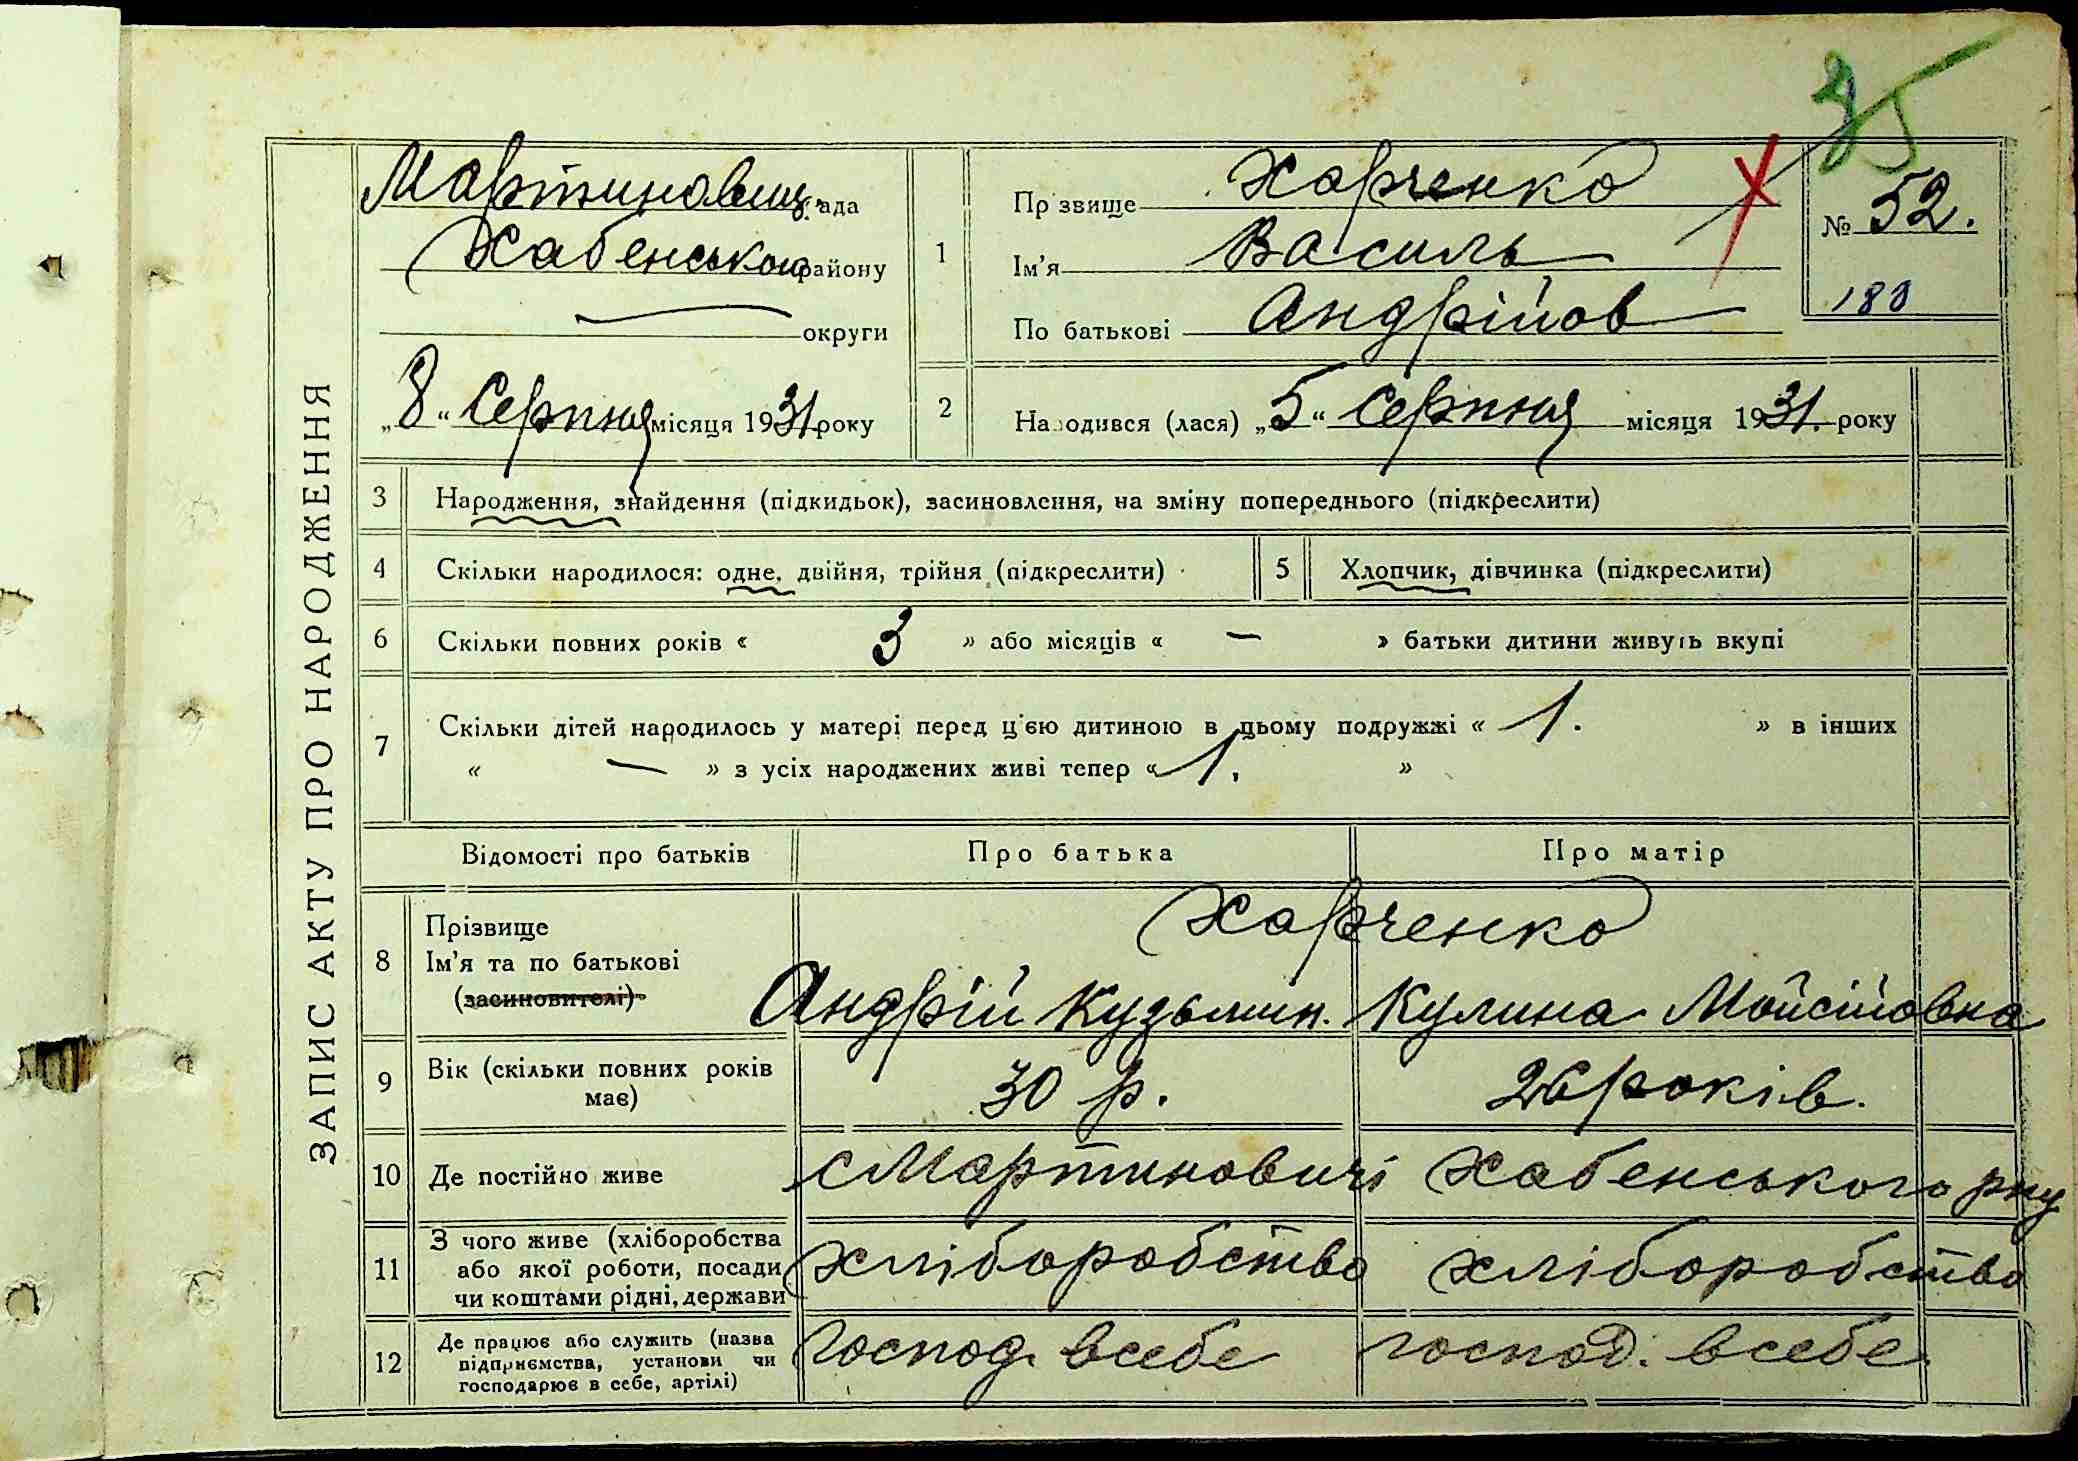 ЗАПИС АКТУ ПРО НАРОДЖЕННЯ
Мартиновиц. рада
Хабенського району
округи
„8“ Серпня місяця 1931 року
1
Прізвище Харченко
Ім'я Василь
По батькові Андрійов
№ 52.
2
Народився (лася) „5“ Серпня місяця 1931. року
3 Народження, знайдення (підкидьок), засиновлення, на зміну попереднього (підкреслити)
4 Скільки народилося: одне, двійня, трійня (підкреслити)
5 Хлопчик, дівчинка (підкреслити)
6 Скільки повних років « 3 » або місяців « — » батьки дитини живуть вкупі
7 Скільки дітей народилось у матері перед цією дитиною в цьому подружжі « 1. » в інших
« — » з усіх народжених живі тепер « 1. »
Відомості про батьків Про батька Про матір
8 Прізвище
Ім'я та по батькові
(засиновителі)
Харченко
Андрій Кузьмин. Кулина Мойсійовна
9 Вік (скільки повних років
має)
30 р. 26 років.
10 Де постійно живе с Мартиновичі Хабенського рну
11 З чого живе (хліборобства
або якої роботи, посади
чи коштами рідні, держави
хліборобство хліборобство
12 Де працює або служить (назва
підприємства, установи чи
господарює в себе, артілі)
господ. в себе господ. в себе